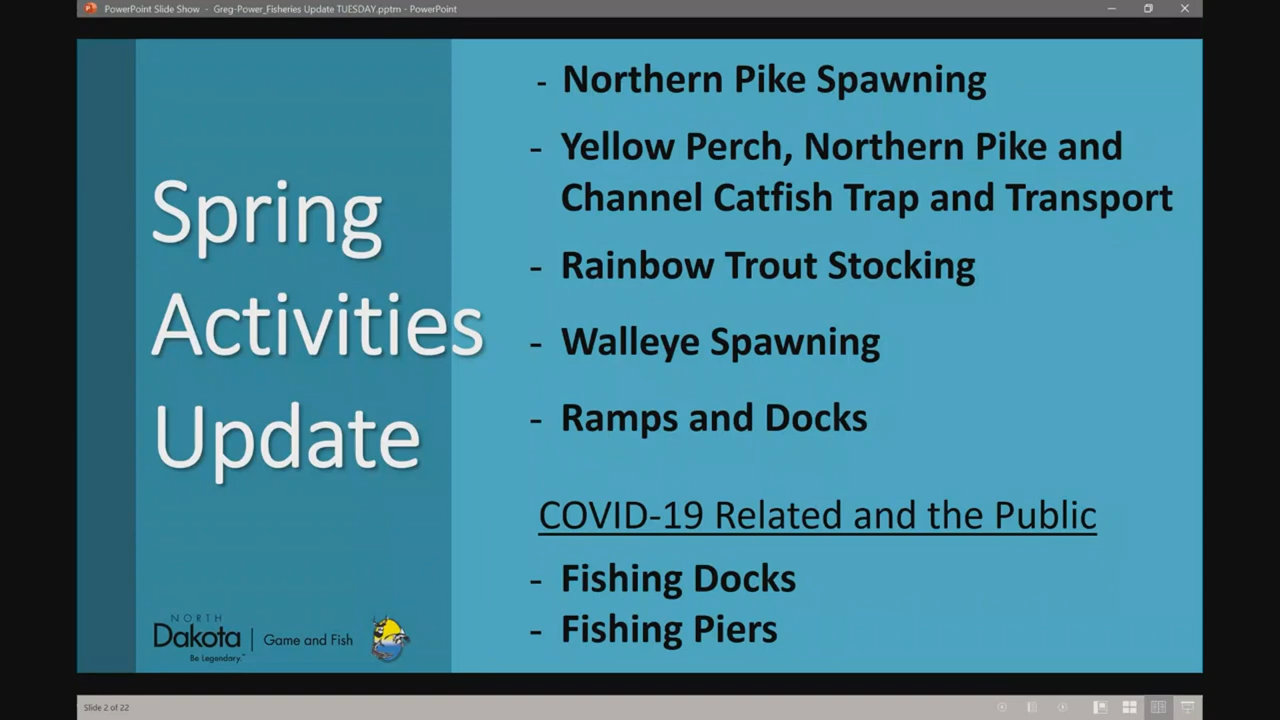 PowerPoint Slide Show - Greg-Power_Fisheries Update TUESDAY.pptm - PowerPoint
Spring
Activities
Update
- Northern Pike Spawning
- Yellow Perch, Northern Pike and
Channel Catfish Trap and Transport
- Rainbow Trout Stocking
- Walleye Spawning
- Ramps and Docks
COVID-19 Related and the Public
- Fishing Docks
- Fishing Piers
NORTH
Dakota | Game and Fish
Be Legendary.™
Slide 2 of 22